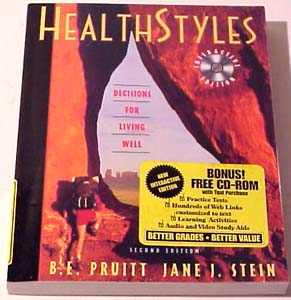 HEALTHSTYLES
INTERACTIVE
EDITION
DECISIONS
FOR
LIVING
WELL
NEW
INTERACTIVE
EDITION
BONUS!
FREE CD-ROM
with Text Purchase
Practice Tests
Hundreds of Web Links
customized to text
Learning Activities
Audio and Video Study Aids
BETTER GRADES • BETTER VALUE
SECOND EDITION
B.E. PRUITT JANE J. STEIN